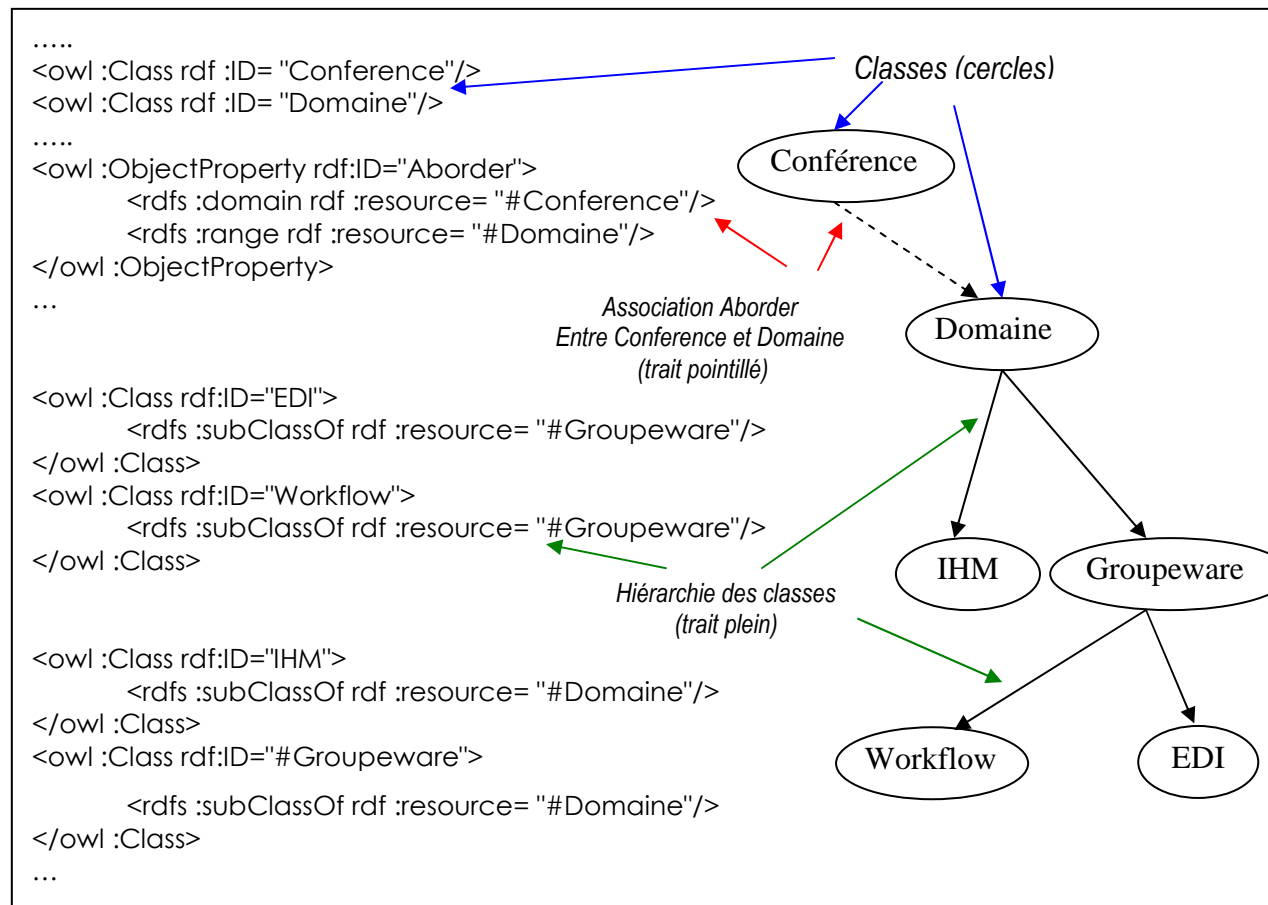 …..
<owl :Class rdf :ID= "Conference"/>
<owl :Class rdf :ID= "Domaine"/>
…..
<owl :ObjectProperty rdf:ID="Aborder">
<rdfs :domain rdf :resource= "#Conference"/>
<rdfs :range rdf :resource= "#Domaine"/>
</owl :ObjectProperty>
…
<owl :Class rdf:ID="EDI">
<rdfs :subClassOf rdf :resource= "#Groupeware"/>
</owl :Class>
<owl :Class rdf:ID="Workflow">
<rdfs :subClassOf rdf :resource= "#Groupeware"/>
</owl :Class>
<owl :Class rdf:ID="IHM">
<rdfs :subClassOf rdf :resource= "#Domaine"/>
</owl :Class>
<owl :Class rdf:ID="#Groupeware">
<rdfs :subClassOf rdf :resource= "#Domaine"/>
</owl :Class>
…
Classes (cercles)
Conférence
Association Aborder
Entre Conference et Domaine
(trait pointillé)
Domaine
IHM
Groupeware
Hiérarchie des classes
(trait plein)
Workflow
EDI